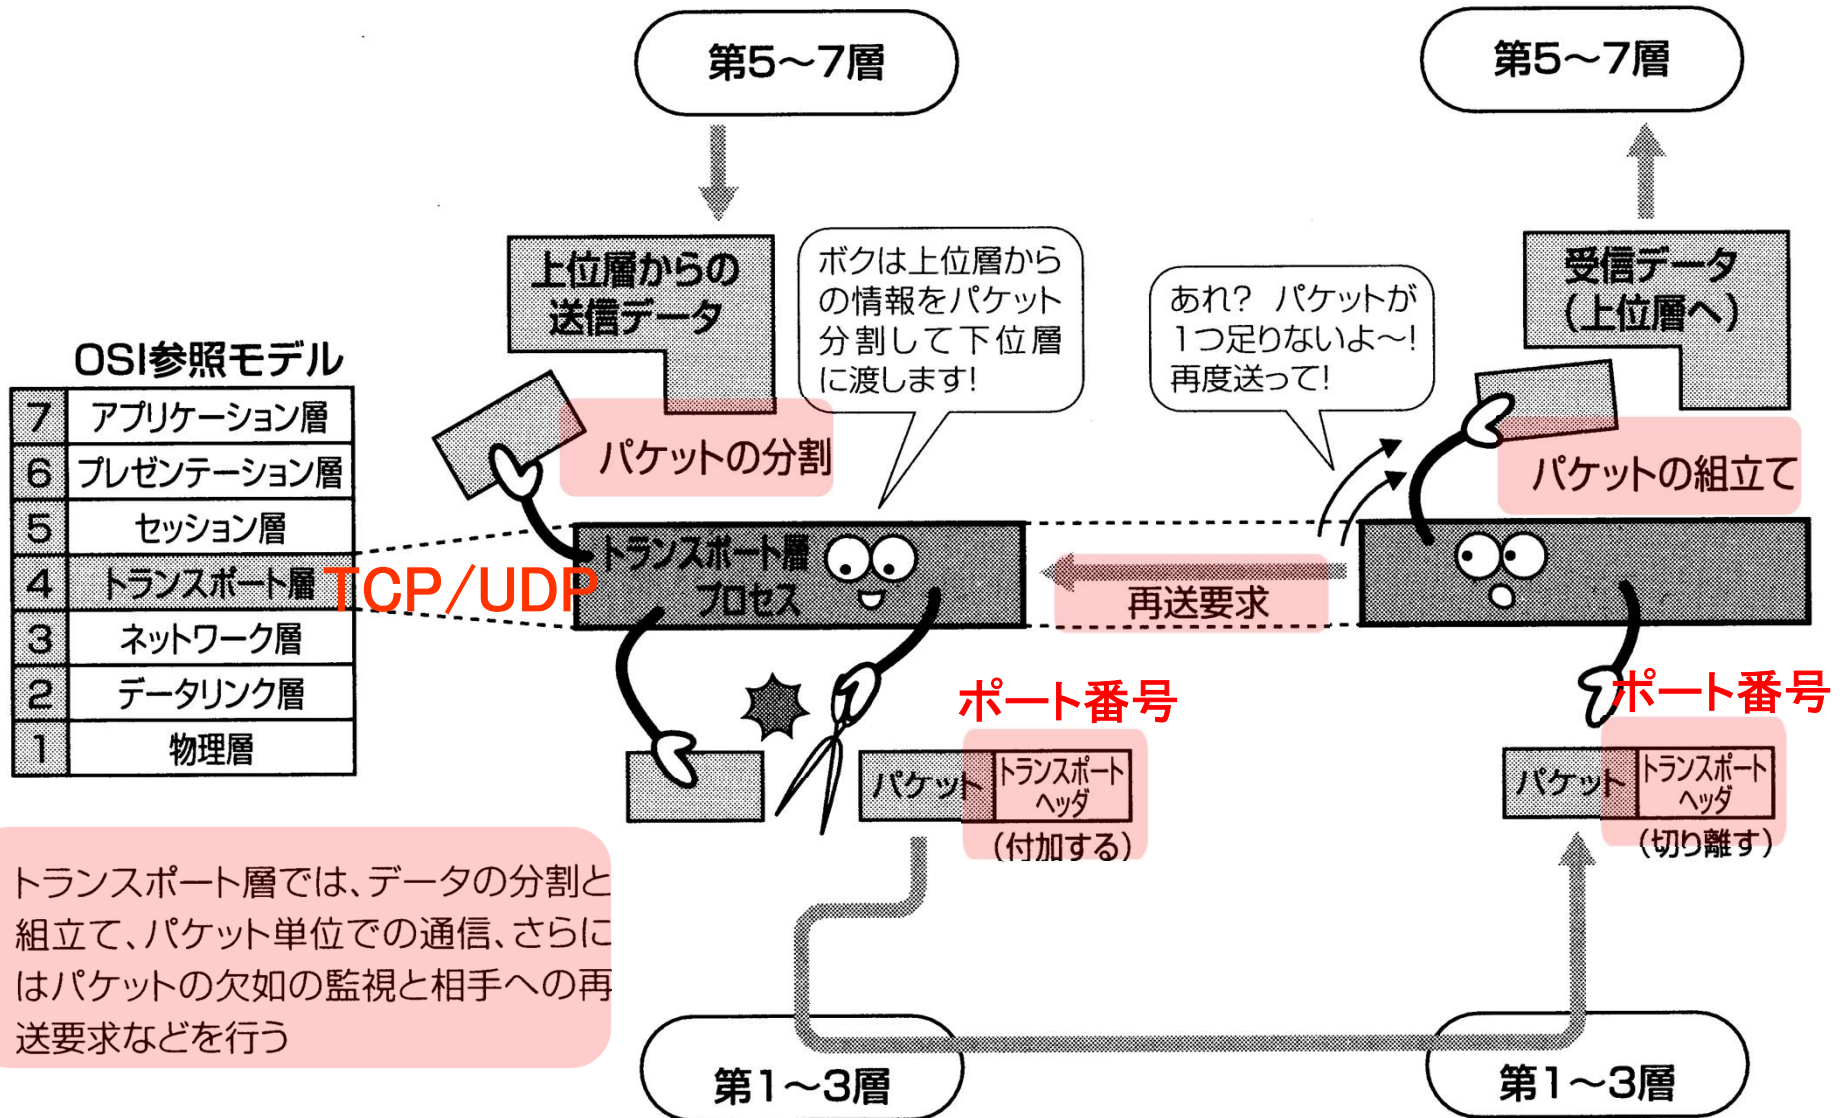 第5～7層
第5～7層
上位層からの
送信データ
ボクは上位層から
の情報をパケット
分割して下位層
に渡します!
あれ? パケットが
1つ足りないよ～!
再度送って!
受信データ
(上位層へ)
OSI参照モデル
7 アプリケーション層
6 プレゼンテーション層
5 セッション層
4 トランスポート層
3 ネットワーク層
2 データリンク層
1 物理層
TCP/UDP
パケットの分割
パケットの組立て
トランスポート層
プロセス
再送要求
ポート番号
ポート番号
パケット
トランスポート
ヘッダ
(付加する)
パケット
トランスポート
ヘッダ
(切り離す)
トランスポート層では、データの分割と
組立て、パケット単位での通信、さらに
はパケットの欠如の監視と相手への再
送要求などを行う
第1～3層
第1～3層